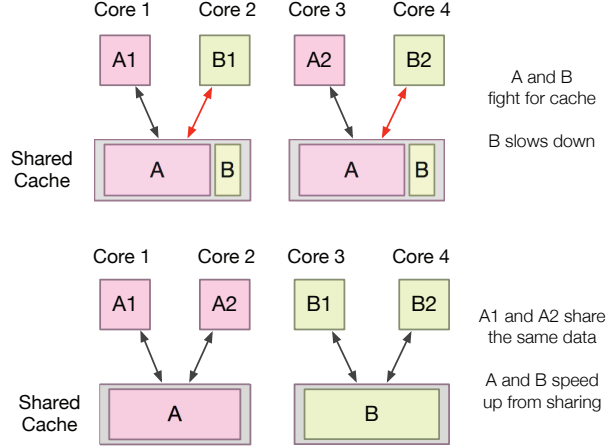 Core 1 Core 2 Core 3 Core 4
A1 B1 A2 B2
A and B
fight for cache
B slows down
Shared
Cache
A B A B
Core 1 Core 2 Core 3 Core 4
A1 A2 B1 B2
A1 and A2 share
the same data
A and B speed
up from sharing
Shared
Cache
A B